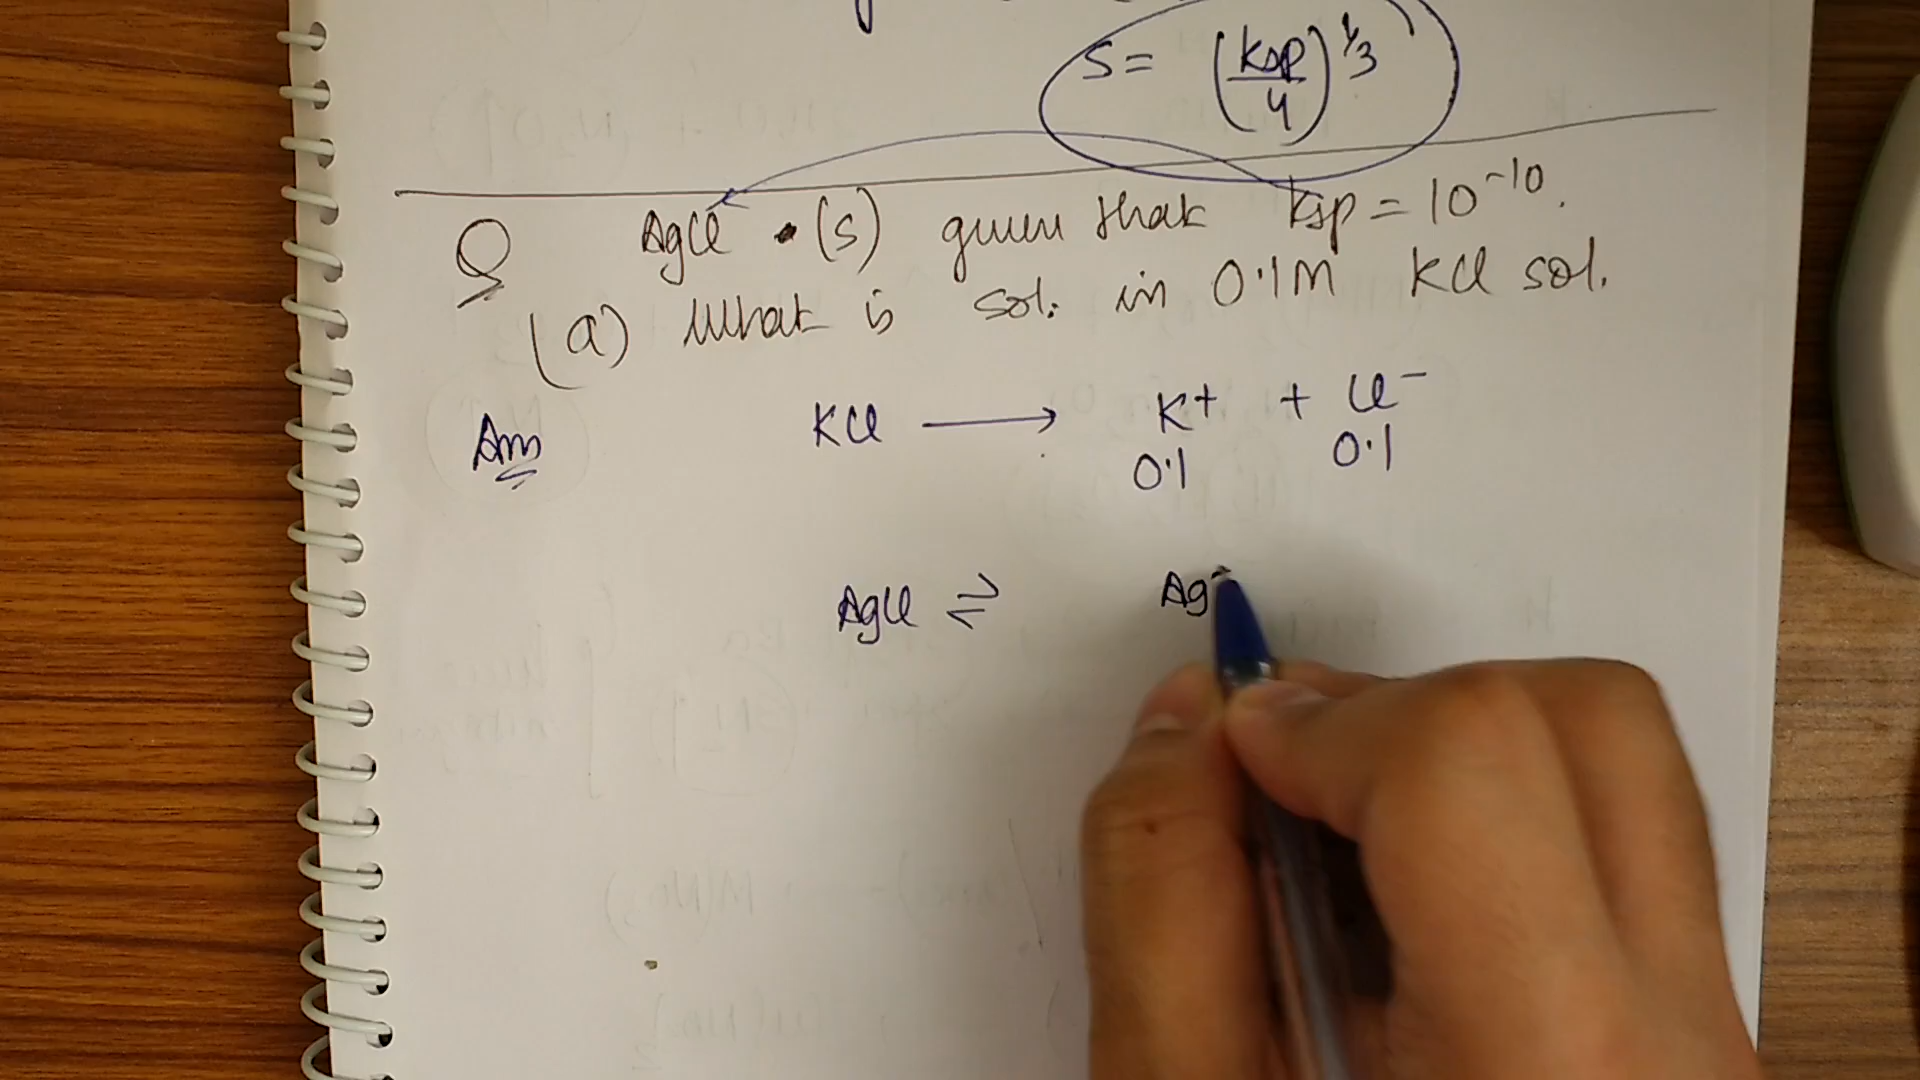 S = (Ksp/4)^1/3
Q AgCl (s) given that Ksp = 10^-10.
(a) What is sol. in 0.1M KCl sol.
Ans KCl ⟶ K+ + Cl-
0.1 0.1
AgCl ⇌ Ag+